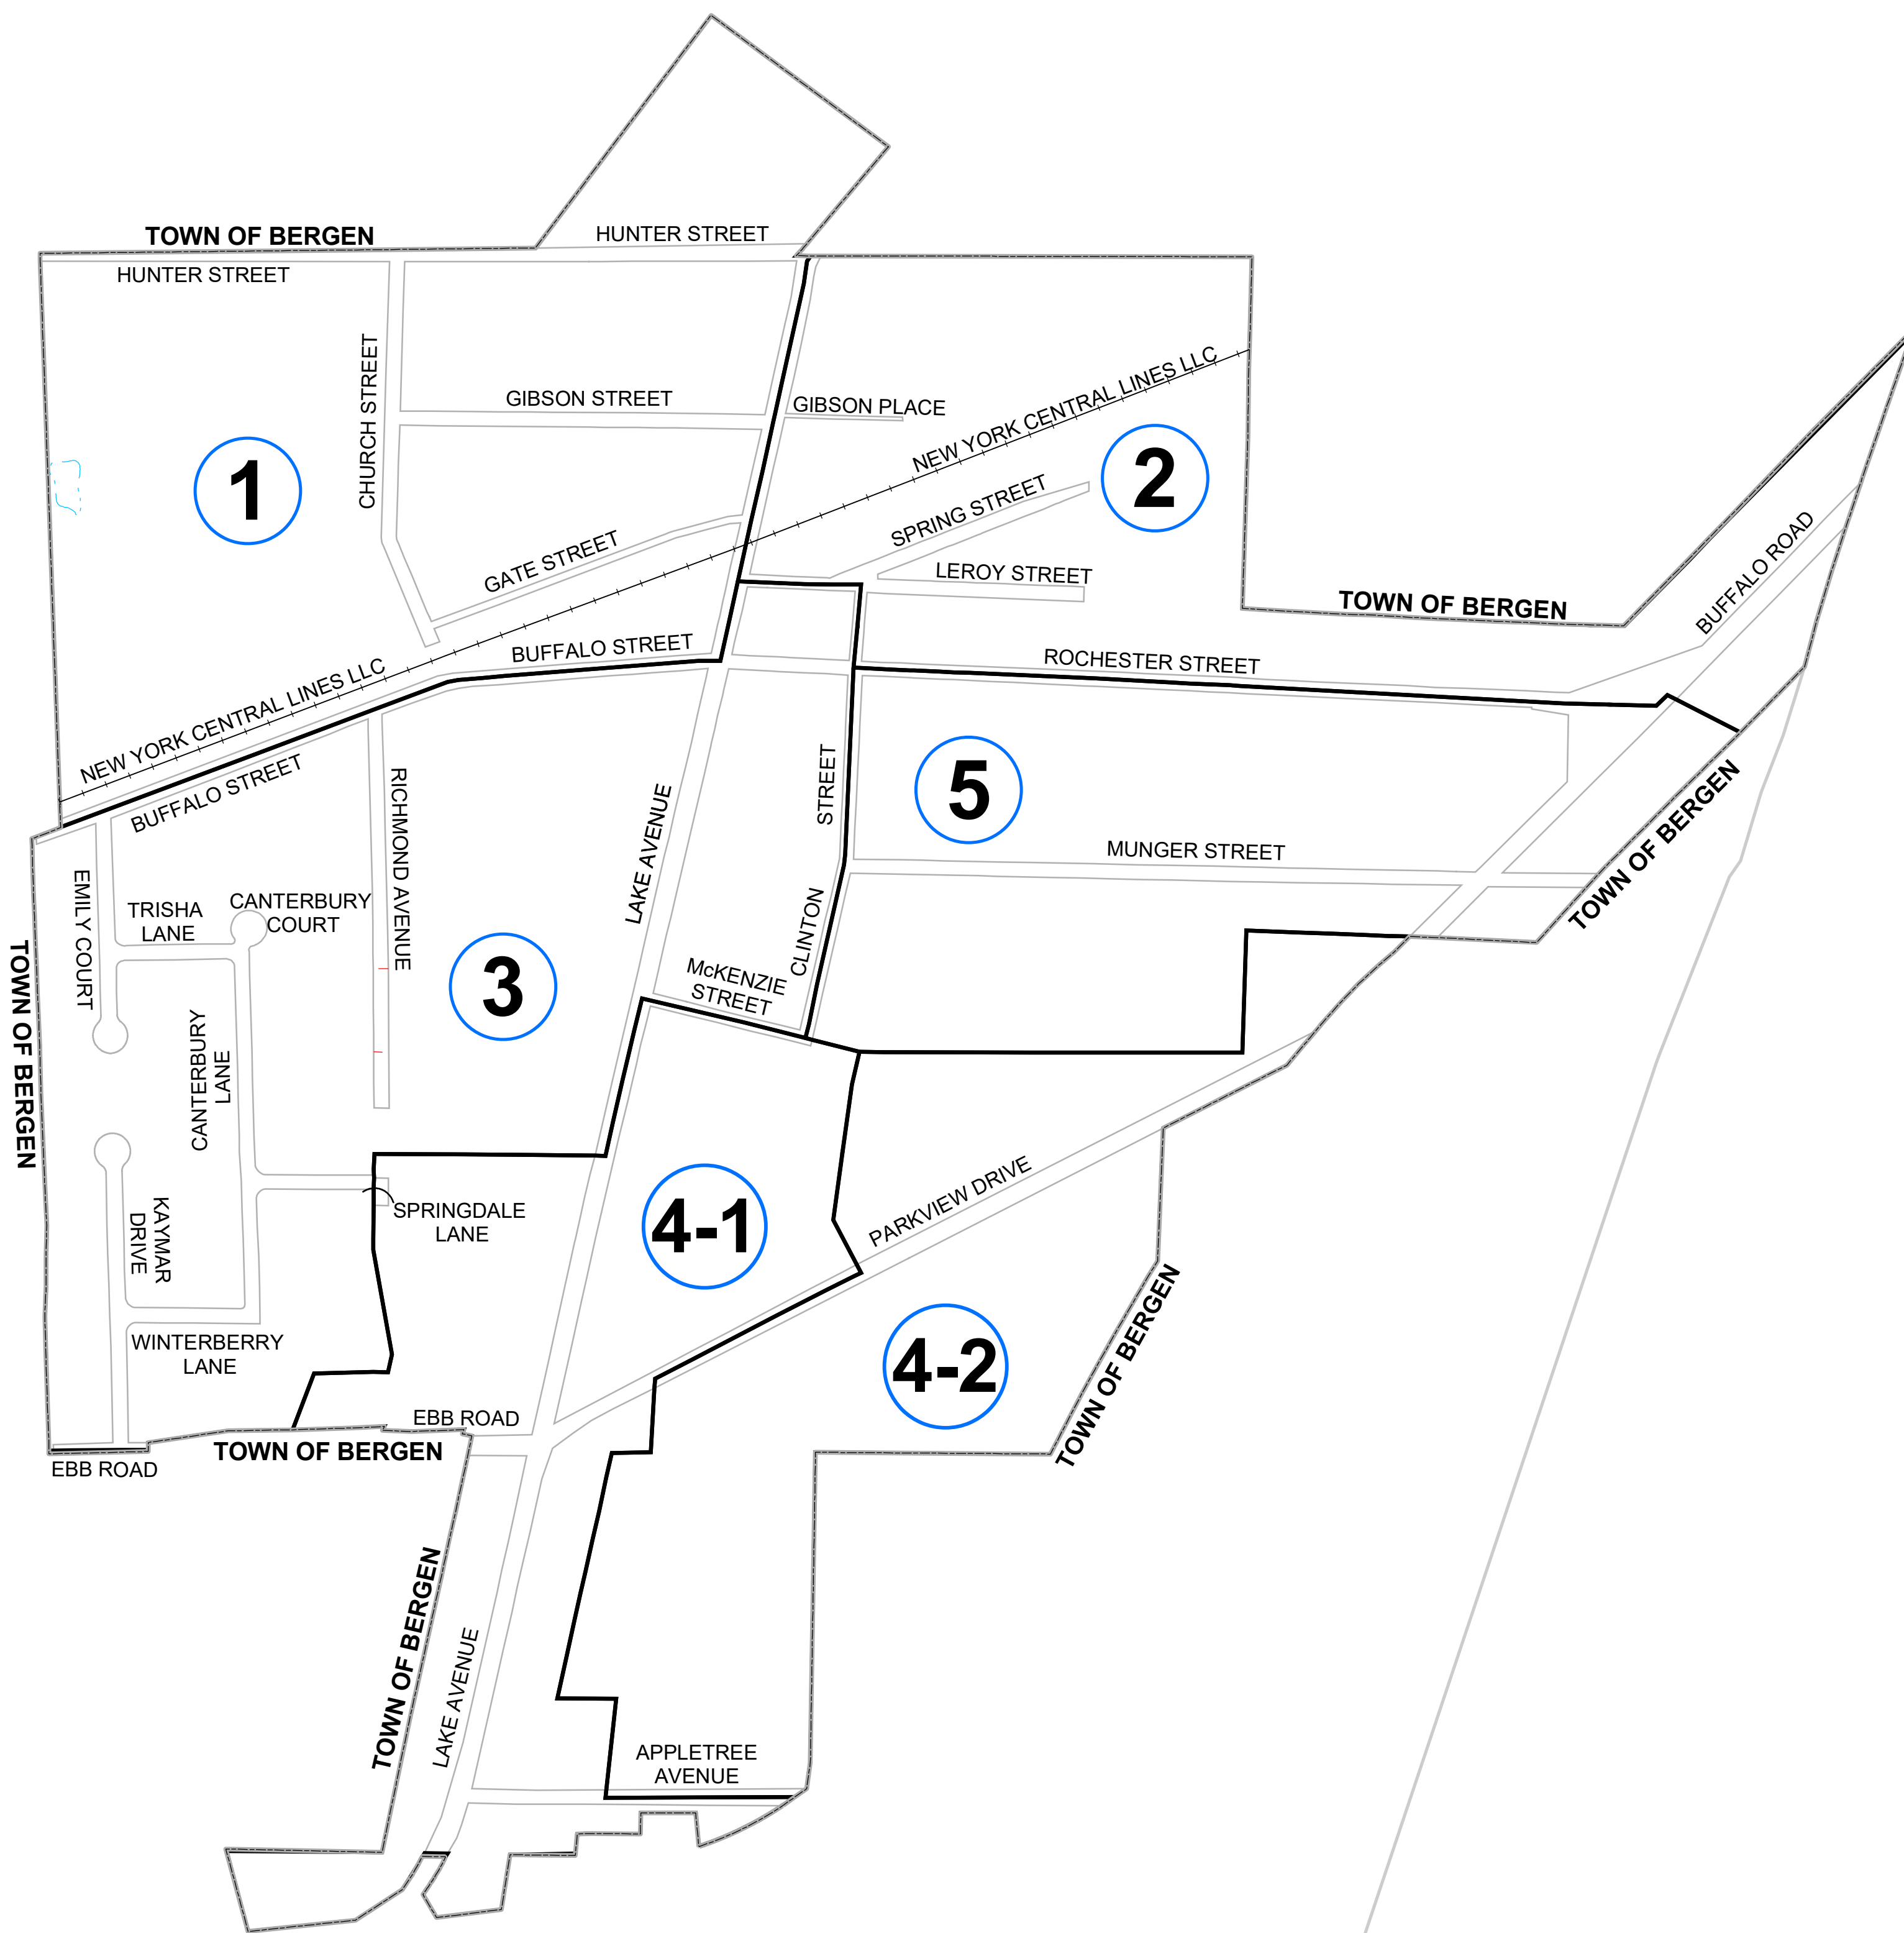 HUNTER STREET
TOWN OF BERGEN
HUNTER STREET
CHURCH STREET
GIBSON STREET
GIBSON PLACE
NEW YORK CENTRAL LINES LLC
1
2
SPRING STREET
GATE STREET
LEROY STREET
BUFFALO ROAD
TOWN OF BERGEN
BUFFALO STREET
ROCHESTER STREET
NEW YORK CENTRAL LINES LLC
BUFFALO STREET
RICHMOND AVENUE
LAKE AVENUE
CLINTON STREET
5
TOWN OF BERGEN
MUNGER STREET
EMILY COURT
TRISHA
LANE
CANTERBURY
COURT
TOWN OF BERGEN
3
McKENZIE
STREET
CANTERBURY
LANE
SPRINGDALE
LANE
4-1
PARKVIEW DRIVE
KAYMAR
DRIVE
WINTERBERRY
LANE
4-2
TOWN OF BERGEN
EBB ROAD
TOWN OF BERGEN
EBB ROAD
TOWN OF BERGEN
LAKE AVENUE
APPLETREE
AVENUE